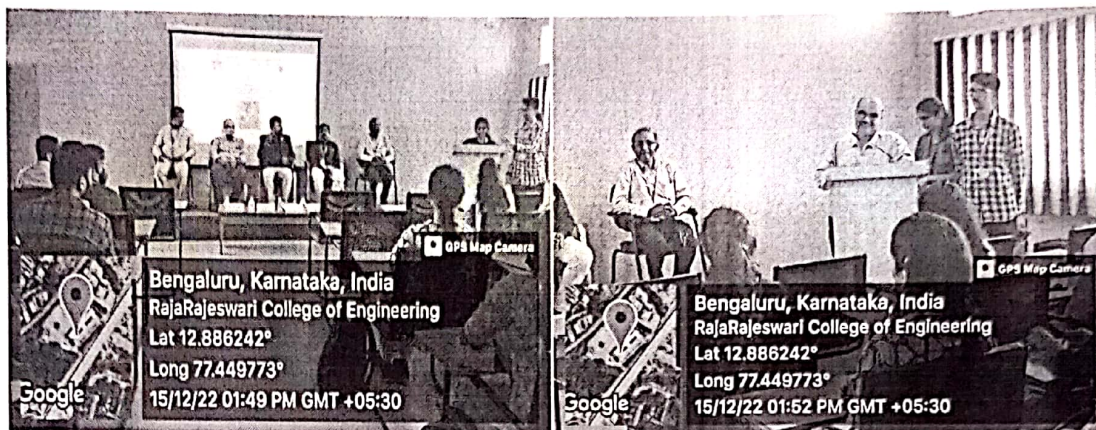 GPS Map Camera
Bengaluru, Karnataka, India
RajaRajeswari College of Engineering
Lat 12.886242°
Long 77.449773°
15/12/22 01:49 PM GMT +05:30
Google
GPS Map Camera
Bengaluru, Karnataka, India
RajaRajeswari College of Engineering
Lat 12.886242°
Long 77.449773°
15/12/22 01:52 PM GMT +05:30
Google